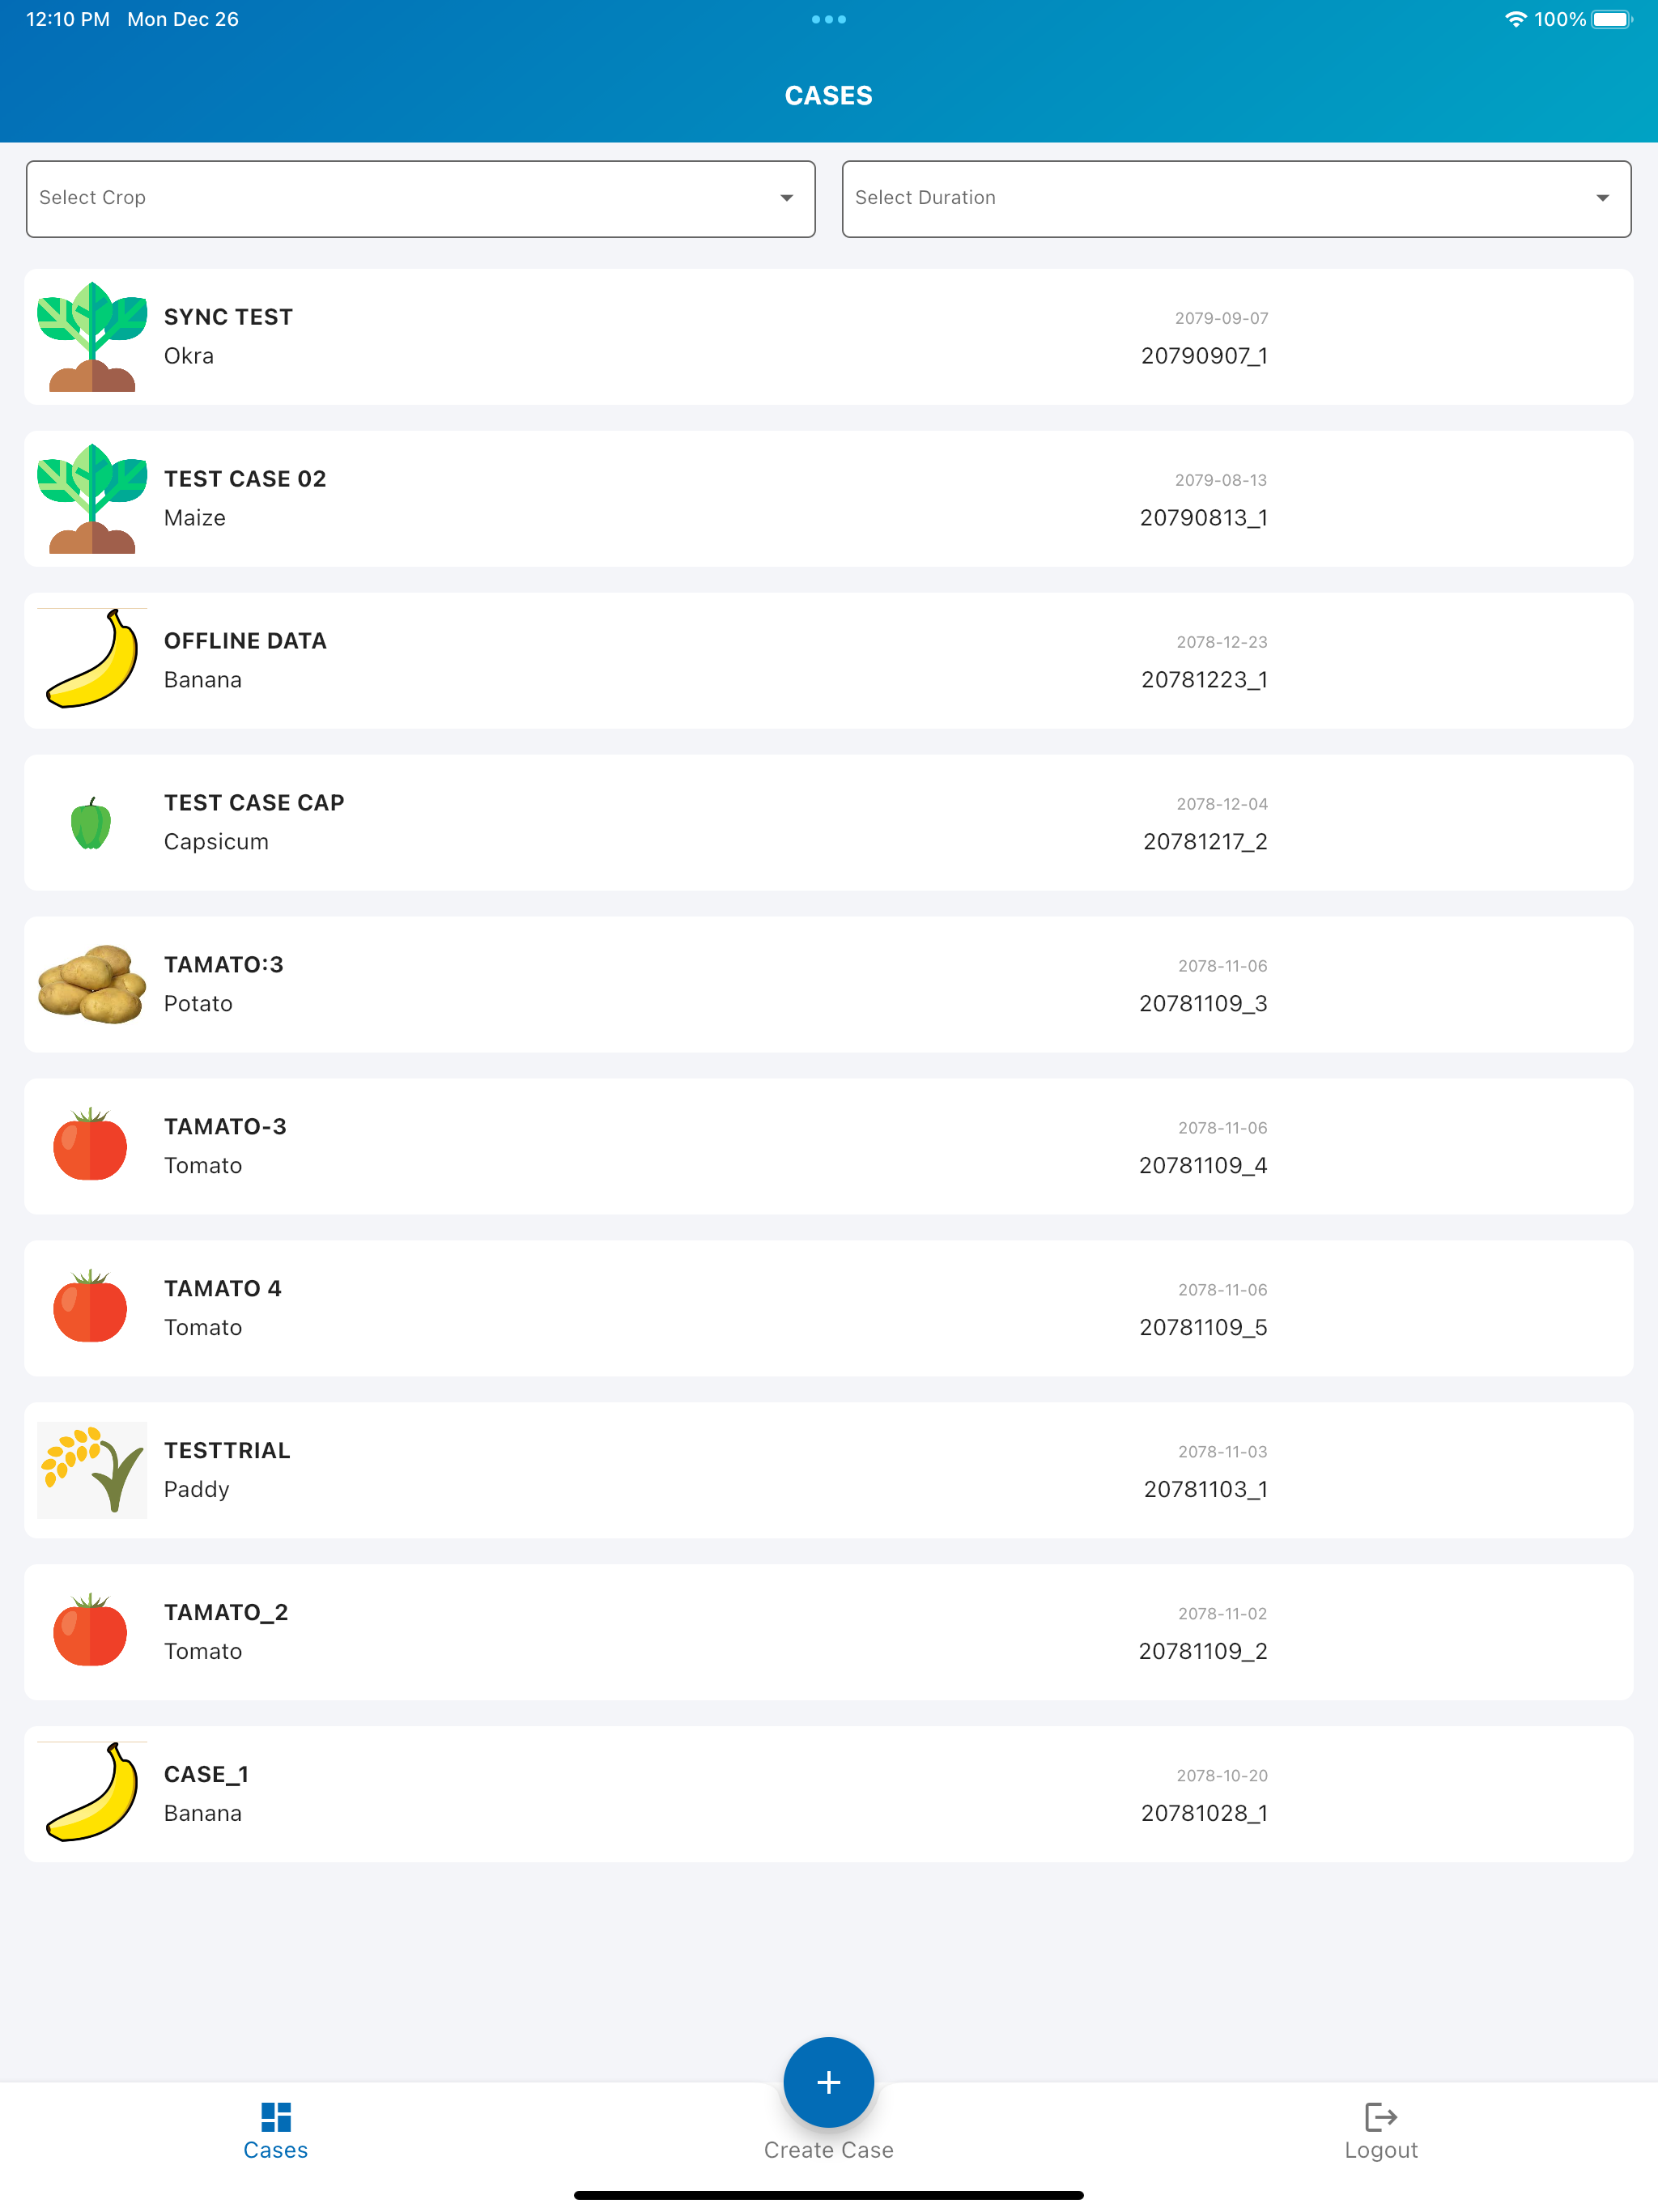 12:10 PM Mon Dec 26
100%
CASES
Select Crop
Select Duration
SYNC TEST
2079-09-07
Okra
20790907_1
TEST CASE 02
2079-08-13
Maize
20790813_1
OFFLINE DATA
2078-12-23
Banana
20781223_1
TEST CASE CAP
2078-12-04
Capsicum
20781217_2
TAMATO:3
2078-11-06
Potato
20781109_3
TAMATO-3
2078-11-06
Tomato
20781109_4
TAMATO 4
2078-11-06
Tomato
20781109_5
TESTTRIAL
2078-11-03
Paddy
20781103_1
TAMATO_2
2078-11-02
Tomato
20781109_2
CASE_1
2078-10-20
Banana
20781028_1
Cases
Create Case
Logout